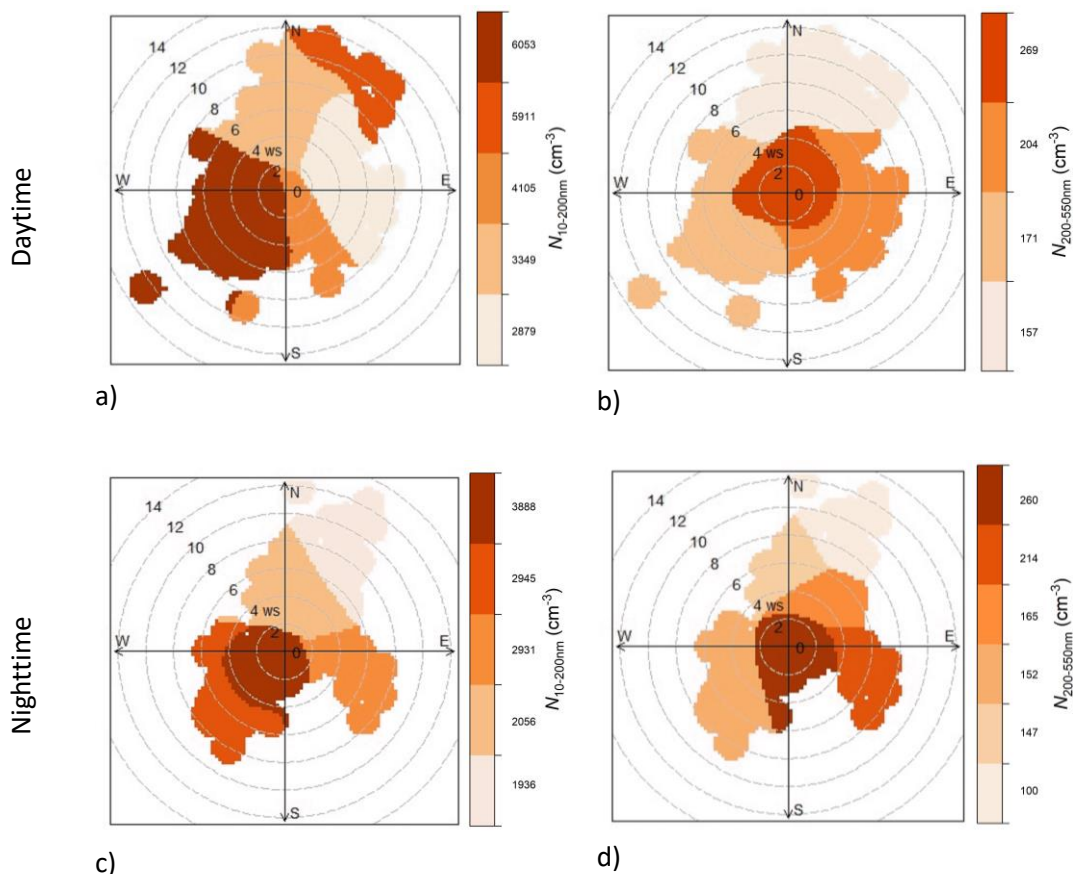 Daytime
N
14
12
10
8
6
4 ws
2
0
W
E
S
6053
5911
4105
3349
2879
N10-200nm (cm-3)
a)
N
14
12
10
8
6
4 ws
2
0
W
E
S
269
204
171
157
N200-550nm (cm-3)
b)
Nighttime
N
14
12
10
8
6
4 ws
2
0
W
E
S
3888
2945
2931
2056
1936
N10-200nm (cm-3)
c)
N
14
12
10
8
6
4 ws
2
0
W
E
S
260
214
165
152
147
100
N200-550nm (cm-3)
d)